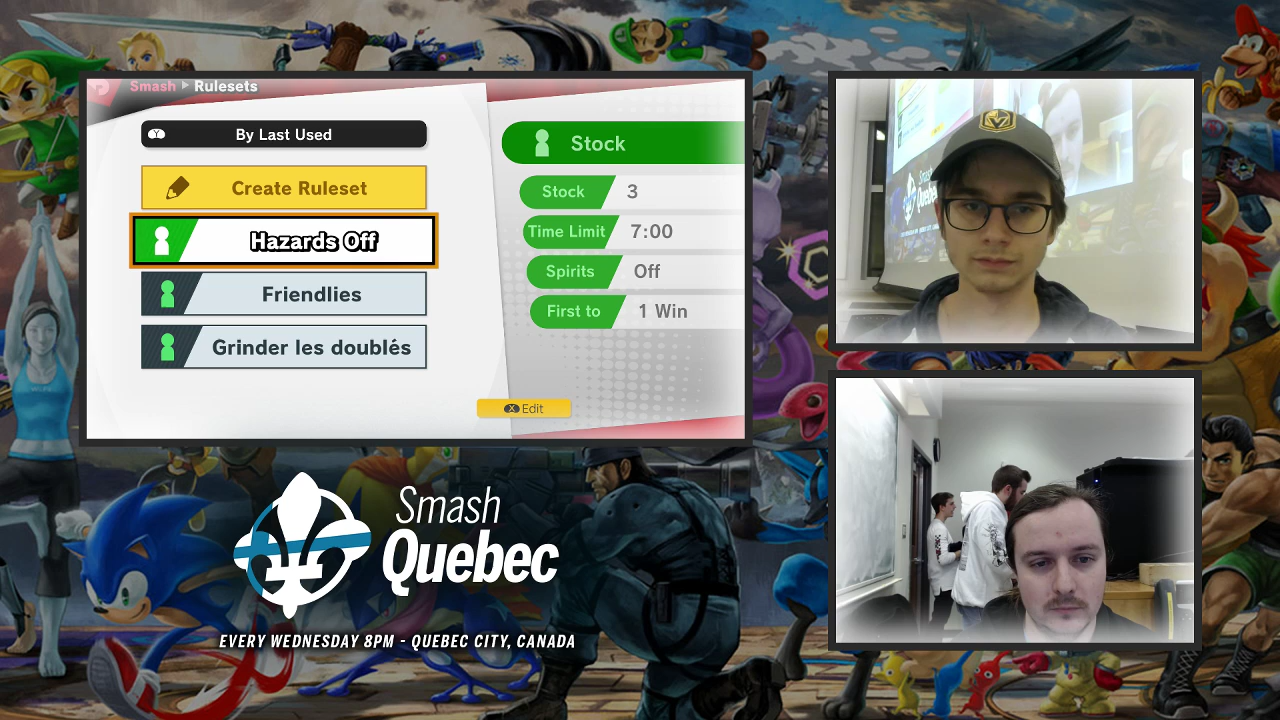 Smash ▸ Rulesets
By Last Used
Create Ruleset
Hazards Off
Friendlies
Grinder les doublés
Stock
Stock 3
Time Limit 7:00
Spirits Off
First to 1 Win
X Edit
Smash
Quebec
EVERY WEDNESDAY 8PM - QUEBEC CITY, CANADA